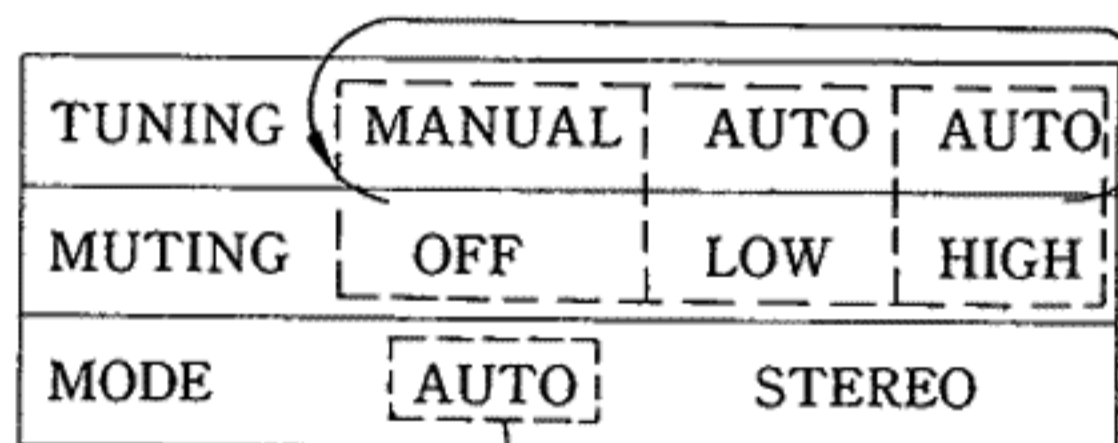 TUNING MANUAL AUTO AUTO
MUTING OFF LOW HIGH
MODE AUTO STEREO